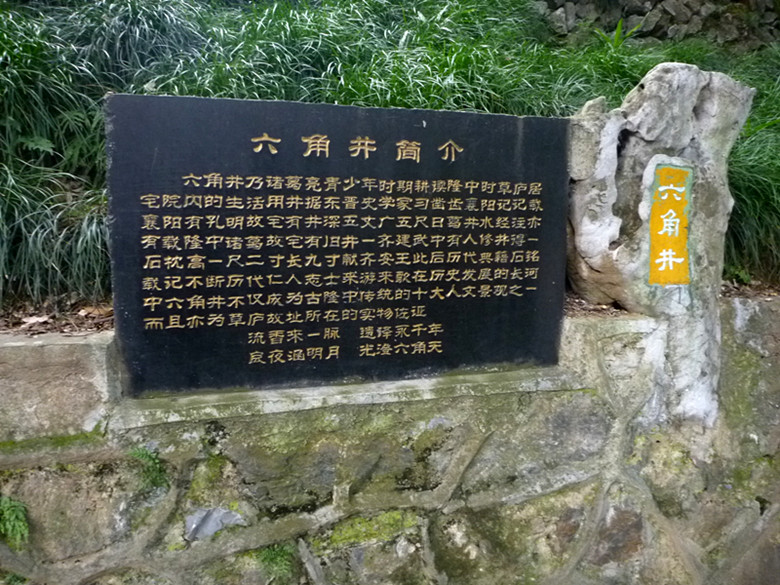 六角井简介
六角井乃诸葛亮青少年时期耕读隆中时草庐居
宅院内的生活用井据东晋史学家习凿齿襄阳记记载
襄阳有孔明故宅有井深五丈广五尺曰葛井水经注亦
有载隆中诸葛故宅有旧井一齐建武中有人修井得一
石枕高一尺二寸长九寸献齐安王此后历代典籍石铭
载记不断历代仁人志士来游来歌在历史发展的长河
中六角井不仅成为古隆中传统的十大人文景观之一
而且亦为草庐故址所在的实物佐证
流香来一脉 遗泽永千年
良夜涵明月 光澄六角天
六角井